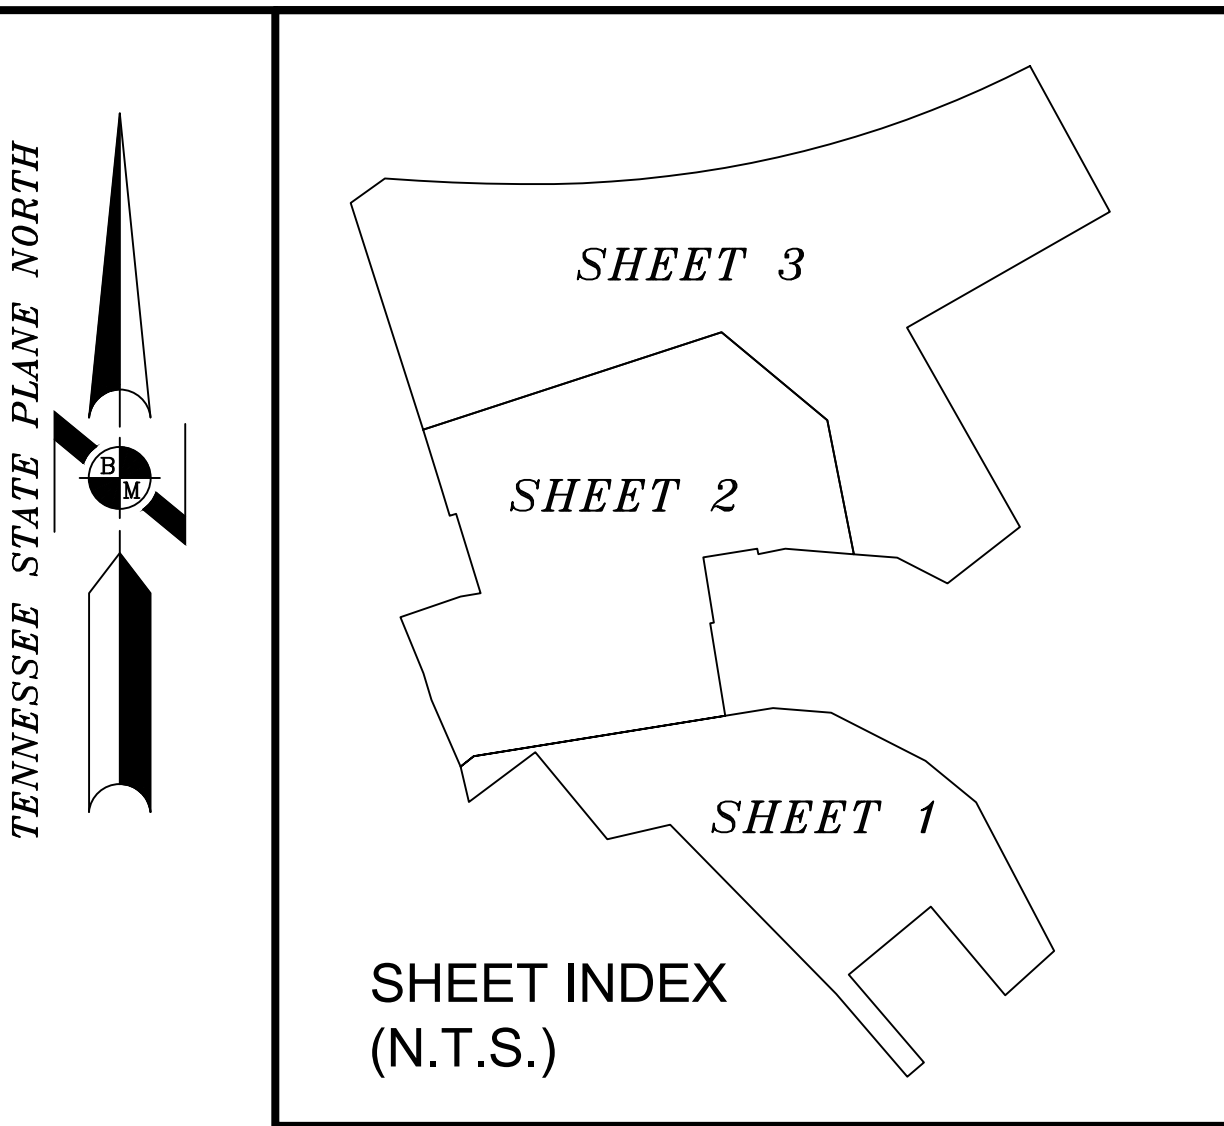 TENNESSEE STATE PLANE NORTH
B
M
SHEET 3
SHEET 2
SHEET 1
SHEET INDEX
(N.T.S.)